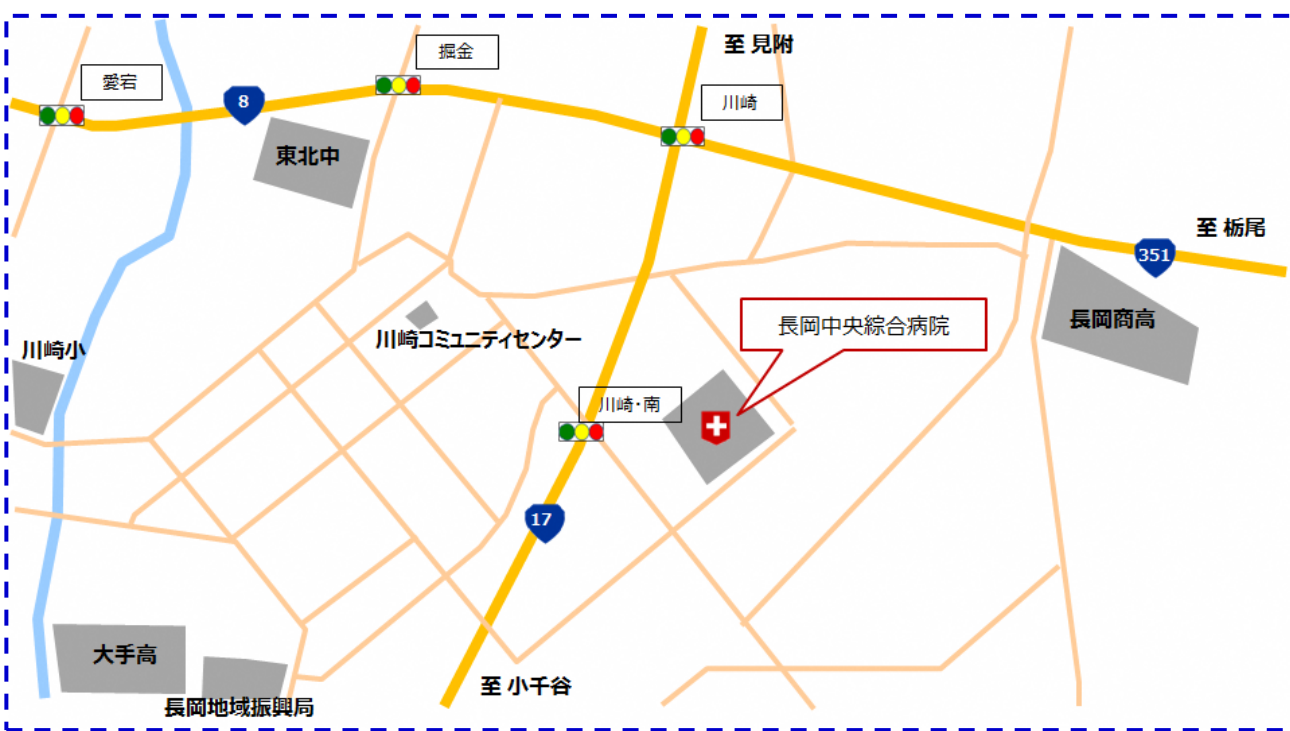 至 見附
掘金
愛宕
川崎
8
東北中
至 栃尾
351
長岡中央綜合病院
長岡商高
川崎コミュニティセンター
川崎小
川崎・南
17
大手高
至 小千谷
長岡地域振興局